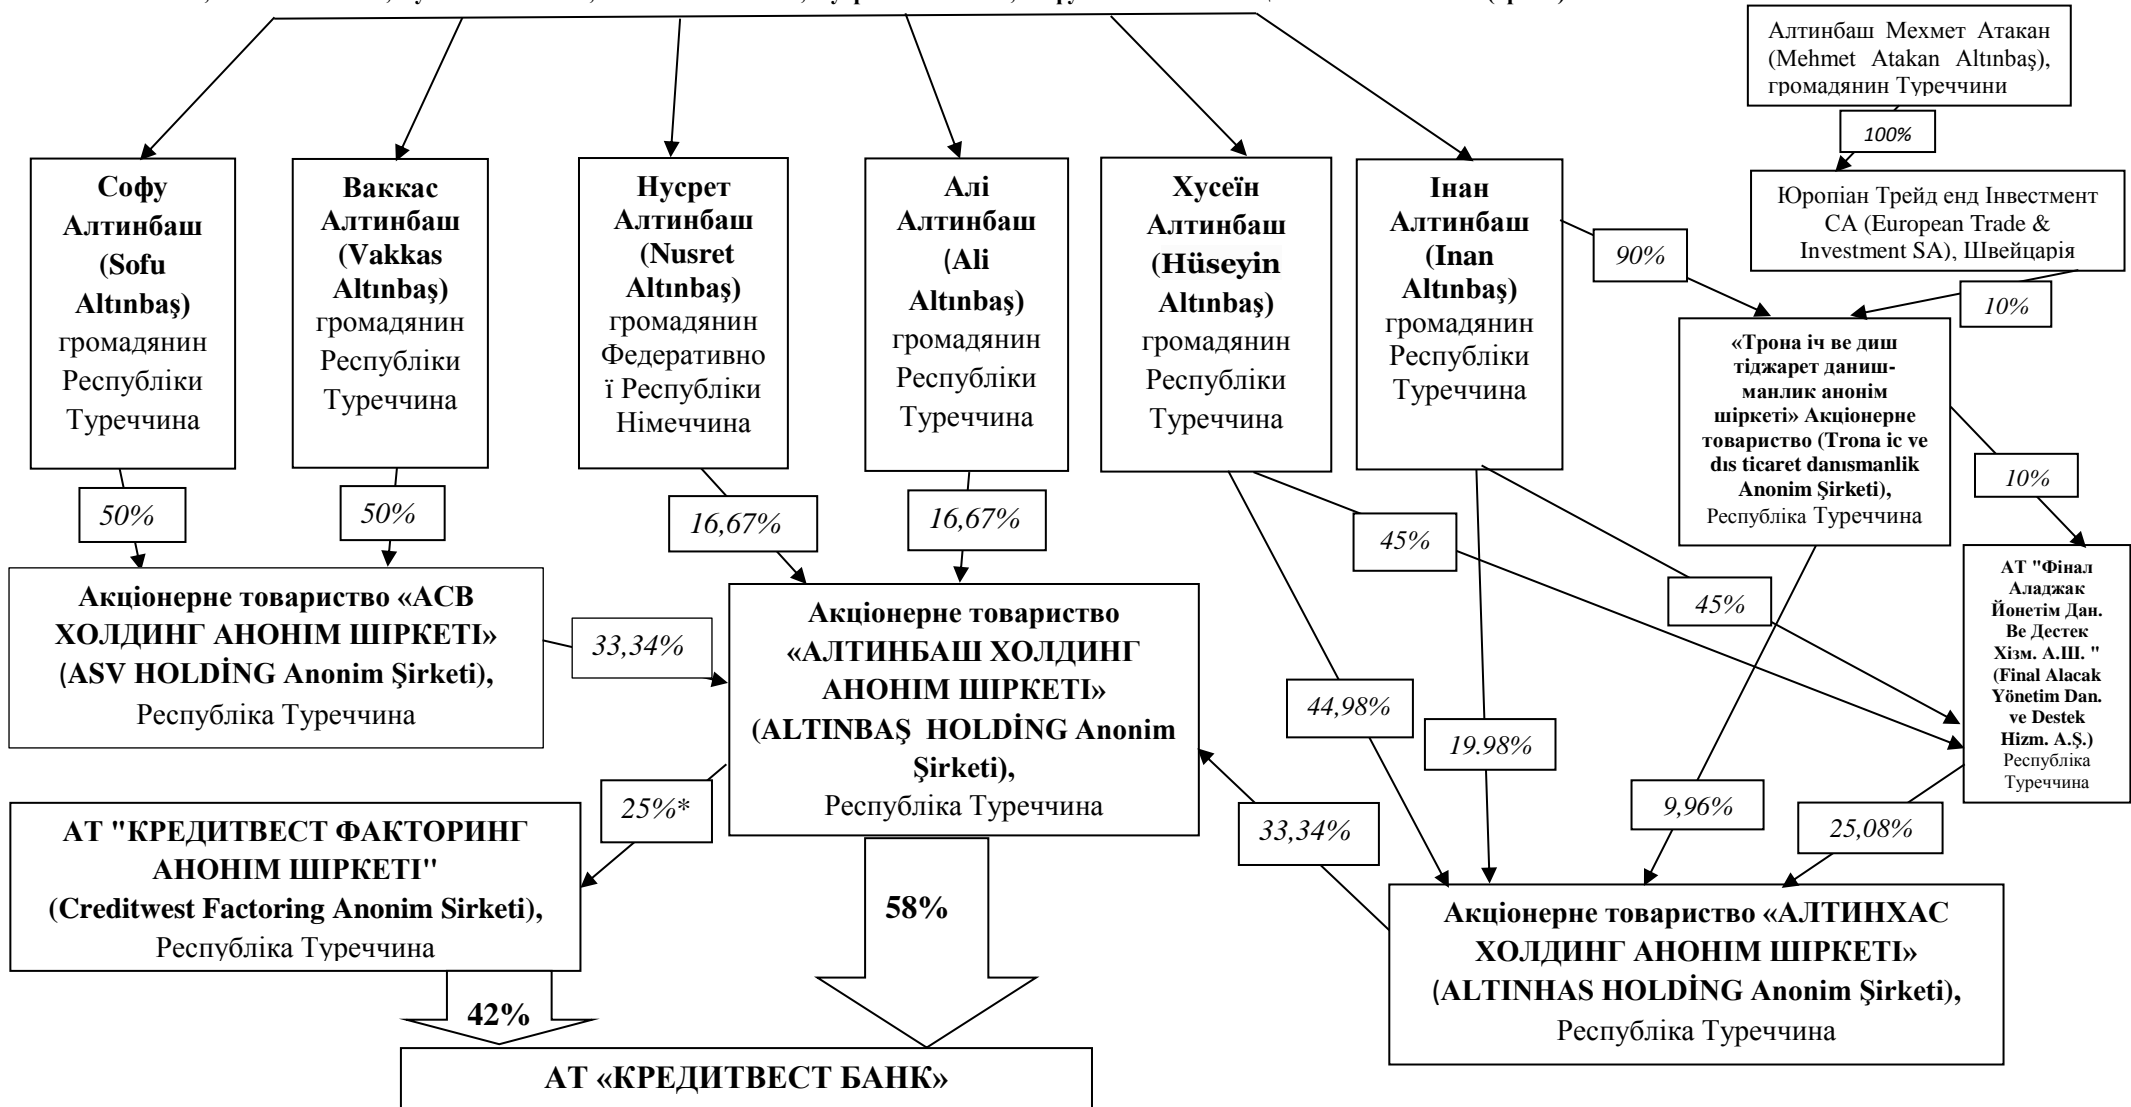 Алтинбаш Мехмет Атакан
(Mehmet Atakan Altınbaş),
громадянин Туреччини
100%
Юропіан Трейд енд Інвестмент
СА (European Trade &
Investment SA), Швейцарія
Софу
Алтинбаш
(Sofu
Altınbaş)
громадянин
Республіки
Туреччина
Ваккас
Алтинбаш
(Vakkas
Altınbaş)
громадянин
Республіки
Туреччина
Нусрет
Алтинбаш
(Nusret
Altınbaş)
громадянин
Федеративно
ї Республіки
Німеччина
Алі
Алтинбаш
(Ali
Altınbaş)
громадянин
Республіки
Туреччина
Хусеїн
Алтинбаш
(Hüseyin
Altınbaş)
громадянин
Республіки
Туреччина
Інан
Алтинбаш
(Inan
Altınbaş)
громадянин
Республіки
Туреччина
90%
10%
«Трона іч ве диш
тіджарет даниш-
манлик анонім
шіркеті» Акціонерне
товариство (Trona ic ve
dıs ticaret danısmanlik
Anonim Şirketi),
Республіка Туреччина
50%
50%
16,67%
16,67%
45%
45%
10%
АТ "Фінал
Аладжак
Йонетім Дан.
Ве Дестек
Хізм. А.Ш. "
(Final Alacak
Yönetim Dan.
ve Destek
Hizm. A.Ş.)
Республіка
Туреччина
Акціонерне товариство «АСВ
ХОЛДИНГ АНОНІМ ШІРКЕТІ»
(ASV HOLDİNG Anonim Şirketi),
Республіка Туреччина
33,34%
Акціонерне товариство
«АЛТИНБАШ ХОЛДИНГ
АНОНІМ ШІРКЕТІ»
(ALTINBAŞ HOLDİNG Anonim
Şirketi),
Республіка Туреччина
44,98%
19.98%
9,96%
25,08%
33,34%
25%*
АТ "КРЕДИТВЕСТ ФАКТОРИНГ
АНОНІМ ШІРКЕТІ"
(Creditwest Factoring Anonim Sirketi),
Республіка Туреччина
58%
42%
Акціонерне товариство «АЛТИНХАС
ХОЛДИНГ АНОНІМ ШІРКЕТІ»
(ALTINHAS HOLDİNG Anonim Şirketi),
Республіка Туреччина
АТ «КРЕДИТВЕСТ БАНК»